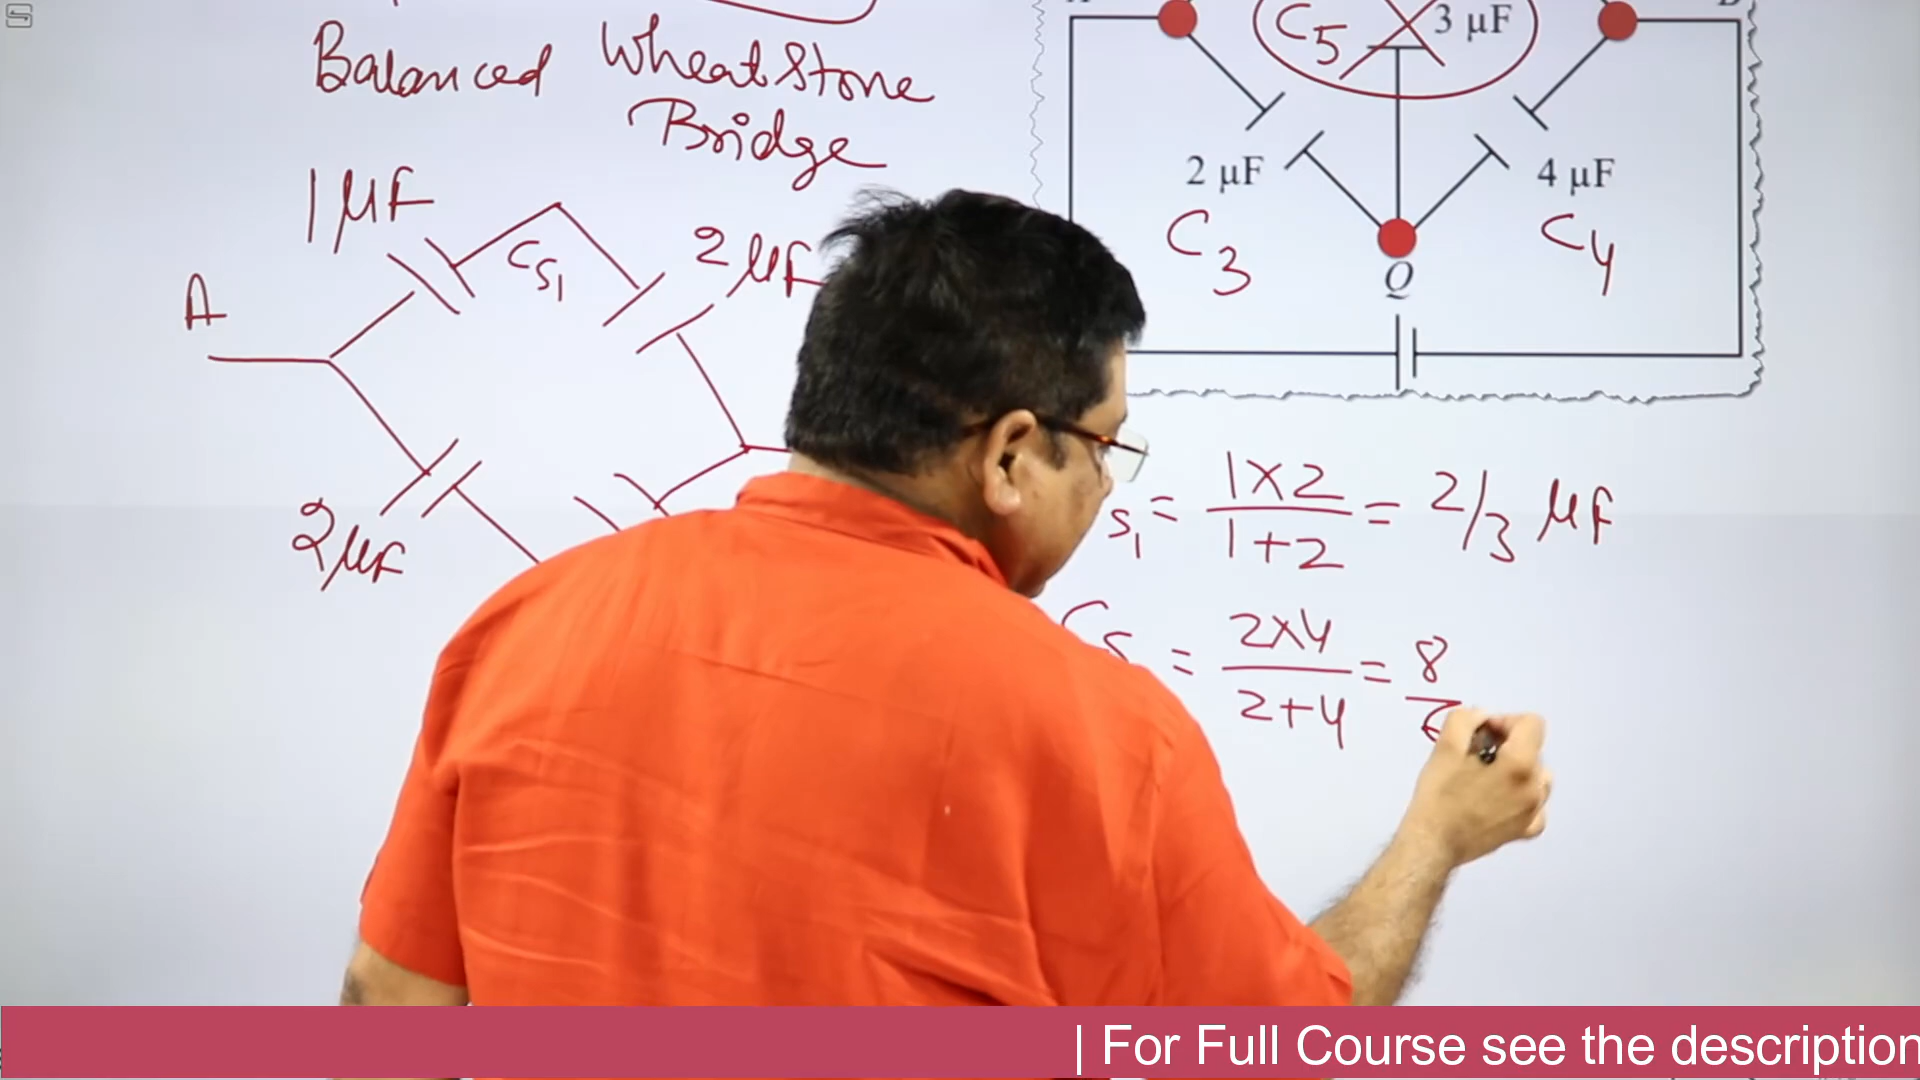 Balanced Wheatstone
Bridge
1 μF
C S1
2 μF
A
2 μF
C5
3 μF
2 μF
4 μF
C3
C4
Q
S1 = 1×2 / 1+2 = 2/3 μF
CS = 2×4 / 2+4 = 8 / 6
| For Full Course see the description